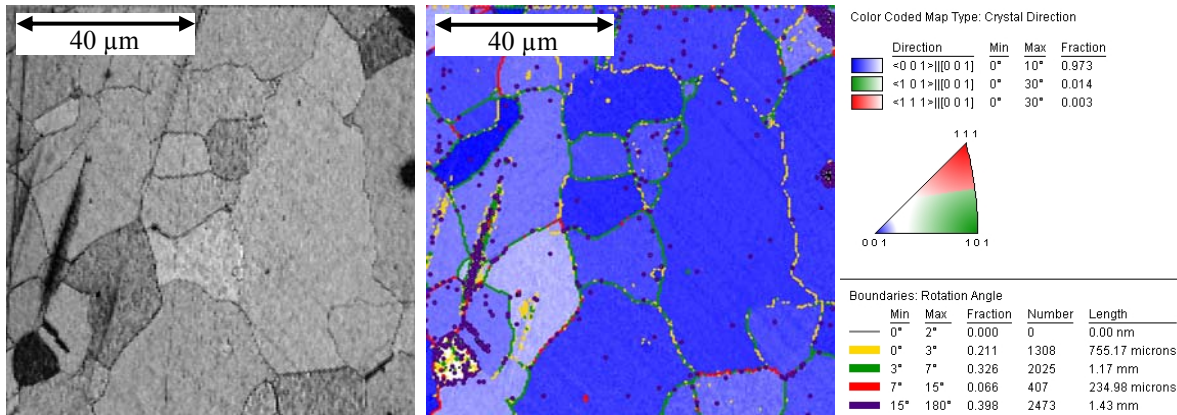 40 µm
40 µm
Color Coded Map Type: Crystal Direction
Direction Min Max Fraction
<0 0 1>||[0 0 1] 0° 10° 0.973
<1 0 1>||[0 0 1] 0° 30° 0.014
<1 1 1>||[0 0 1] 0° 30° 0.003
1 1 1
0 0 1 1 0 1
Boundaries: Rotation Angle
Min Max Fraction Number Length
0° 2° 0.000 0 0.00 nm
0° 3° 0.211 1308 755.17 microns
3° 7° 0.326 2025 1.17 mm
7° 15° 0.066 407 234.98 microns
15° 180° 0.398 2473 1.43 mm